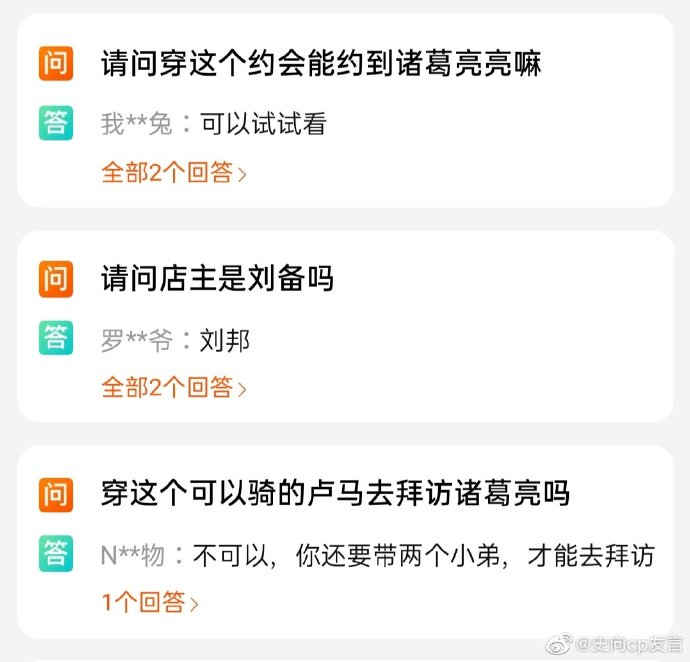 问 请问穿这个约会能约到诸葛亮亮嘛
答 我**兔：可以试试看
全部2个回答>
问 请问店主是刘备吗
答 罗**爷：刘邦
全部2个回答>
问 穿这个可以骑的卢马去拜访诸葛亮吗
答 N**物：不可以，你还要带两个小弟，才能去拜访
1个回答>
@史向cp发言